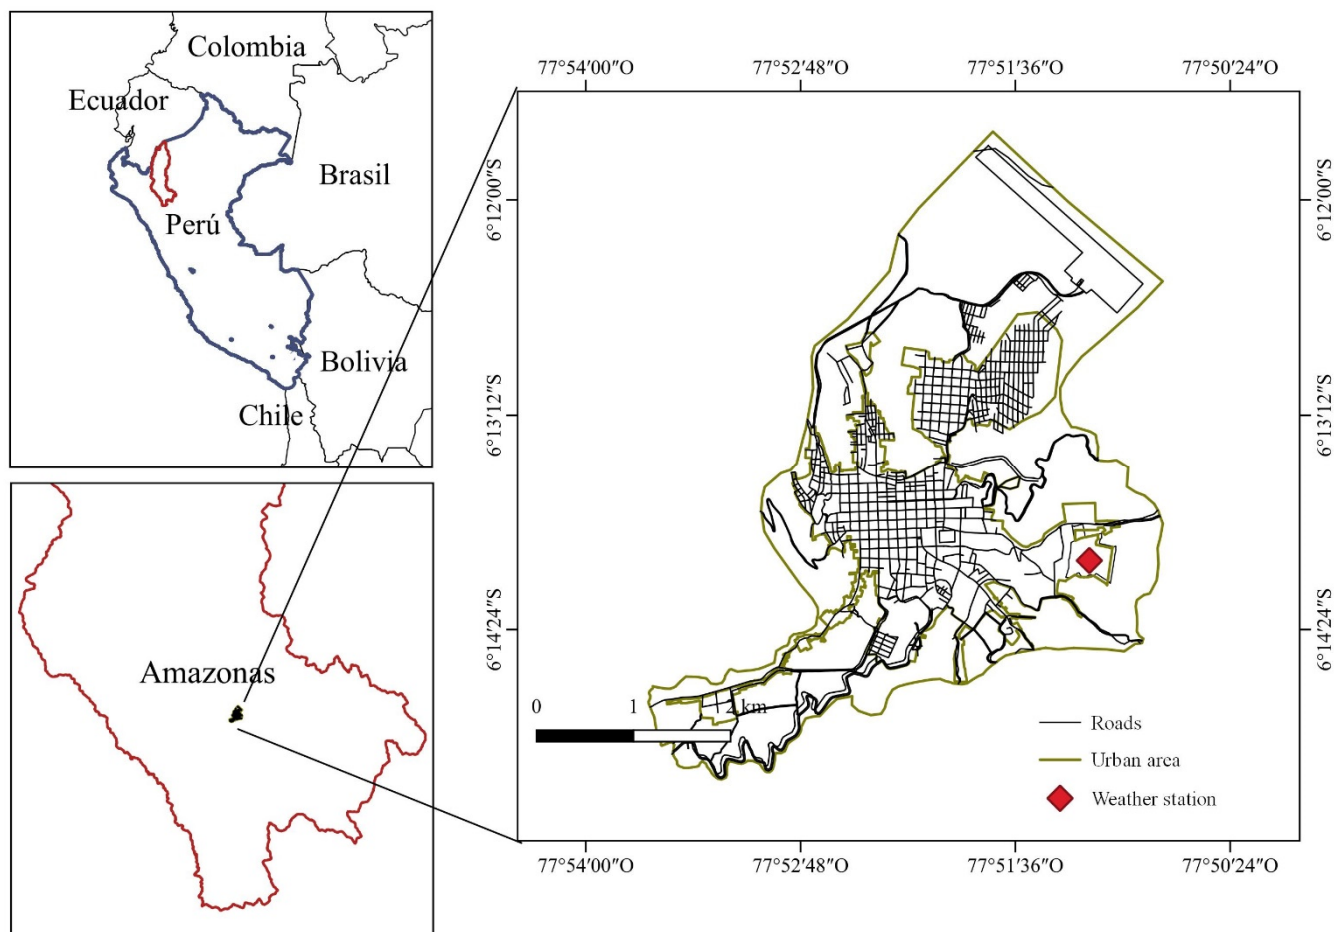 Colombia
Ecuador
Brasil
Perú
Bolivia
Chile
Amazonas
77°54′00″O
77°52′48″O
77°51′36″O
77°50′24″O
6°12′00″S
6°13′12″S
6°14′24″S
6°12′00″S
6°13′12″S
6°14′24″S
0 1 2 km
Roads
Urban area
Weather station
77°54′00″O
77°52′48″O
77°51′36″O
77°50′24″O